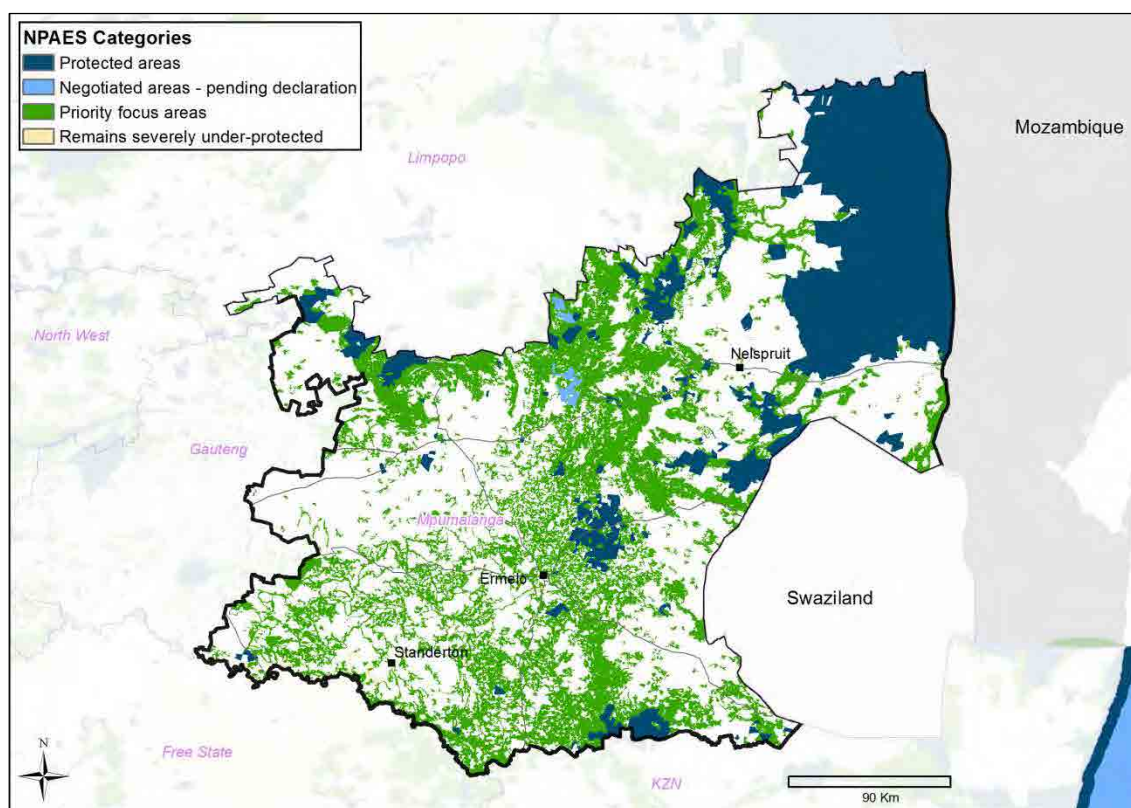 NPAES Categories
Protected areas
Negotiated areas - pending declaration
Priority focus areas
Remains severely under-protected
Mozambique
Limpopo
North West
Nelspruit
Gauteng
Mpumalanga
Ermelo
Swaziland
Standerton
Free State
KZN
N
90 Km